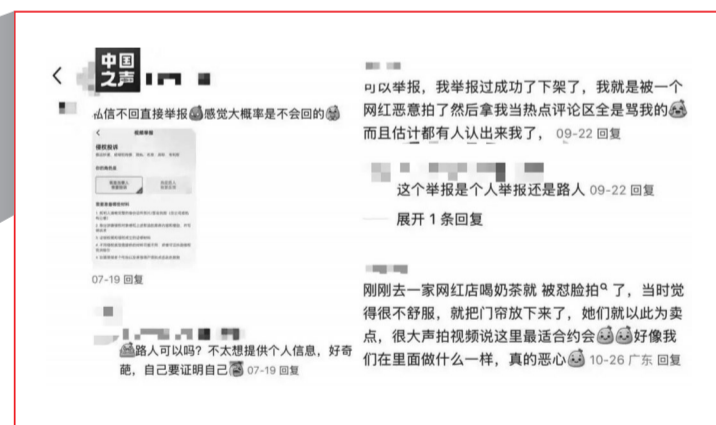 中国
之声
私信不回直接举报 感觉大概率是不会回的
侵权投诉
07-19 回复
路人可以吗?不太想提供个人信息,好奇
葩,自己要证明自己 07-19 回复
可以举报,我举报过成功了下架了,我就是被一个
网红恶意拍了然后拿我当热点评论区全是骂我的
而且估计都有人认出来我了, 09-22 回复
这个举报是个人举报还是路人 09-22 回复
展开 1 条回复
刚刚去一家网红店喝奶茶就 被怼脸拍 了,当时觉
得很不舒服,就把门帘放下来了,她们就以此为卖
点,很大声拍视频说这里最适合约会 好像我
们在里面做什么一样,真的恶心 10-26 广东 回复